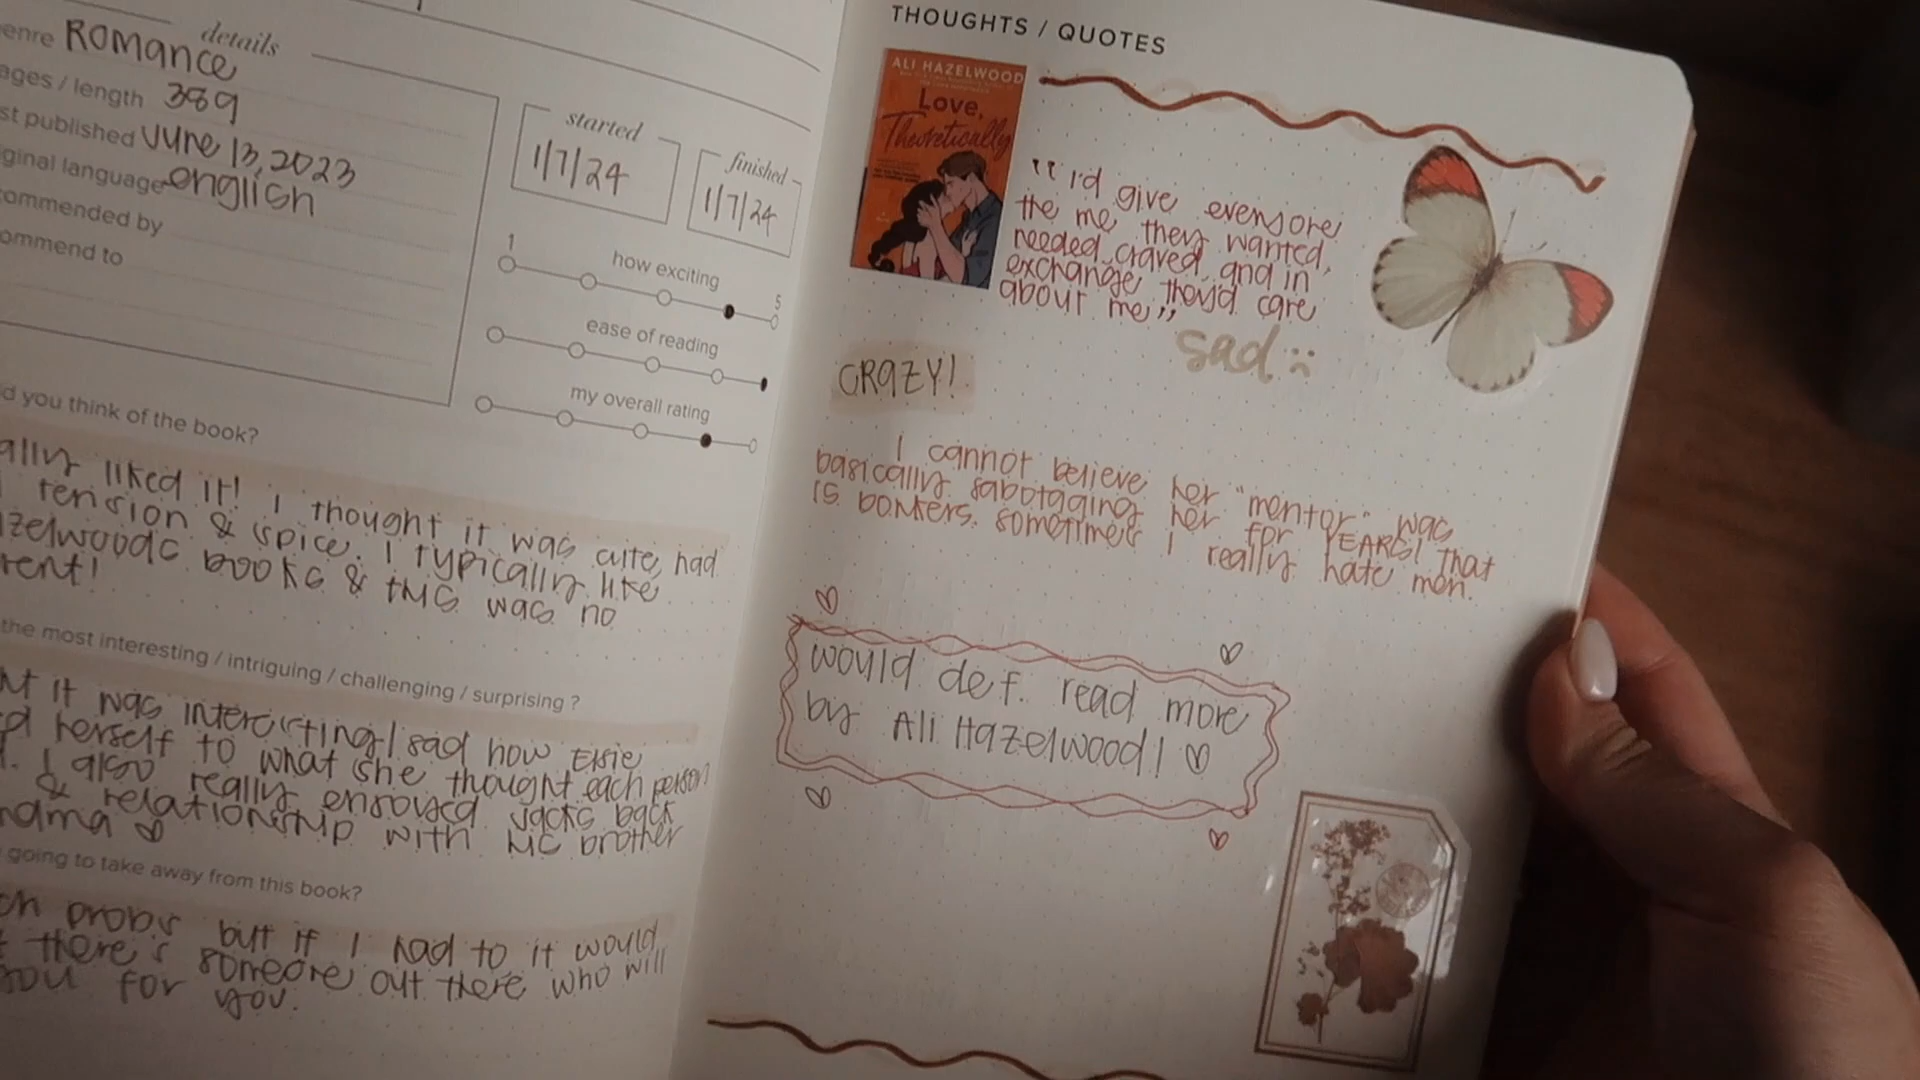 details
enre Romance
ages / length 389
st published June 13, 2023
ginal language english
ommended by
ommend to
started
1/7/24
finished
1/7/24
1
how exciting
5
ease of reading
my overall rating
d you think of the book?
ally liked it! I thought it was cute, had
tension & spice. I typically like
zelwoods books & this was no
rent!
the most interesting / intriguing / challenging / surprising ?
it was interesting/sad how Elsie
herself to what she thought each person
I also really enjoyed Jacks back
& relationship with MC brother
ndma
going to take away from this book?
ch probs but if I had to it would
there's someone out there who will
you for you.
THOUGHTS / QUOTES
ALI HAZELWOOD
Love,
Theoretically
"I'd give everyone
the me they wanted,
needed, craved, and in
exchange they'd care
about me"
sad :(
CRAZY!
I cannot believe her "mentor" was
basically sabotaging her for YEARS! That
is bonkers. sometimes I really hate men.
would def. read more
by Ali Hazelwood!